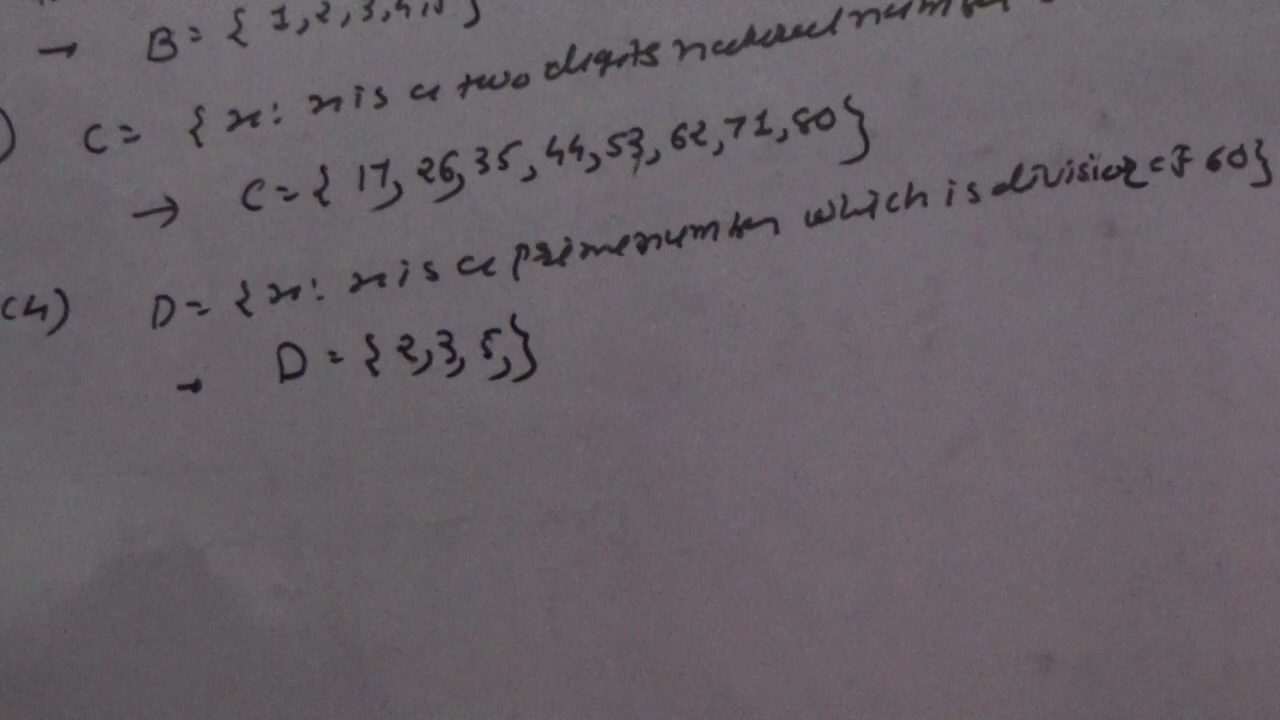 → B = { 1, 2, 3, 4, 5 }
) C = { x : x is a two digits natural number
→ C = { 17, 26, 35, 44, 53, 62, 71, 80 }
(4) D = { x : x is a prime number which is divisior of 60 }
→ D = { 2, 3, 5, }